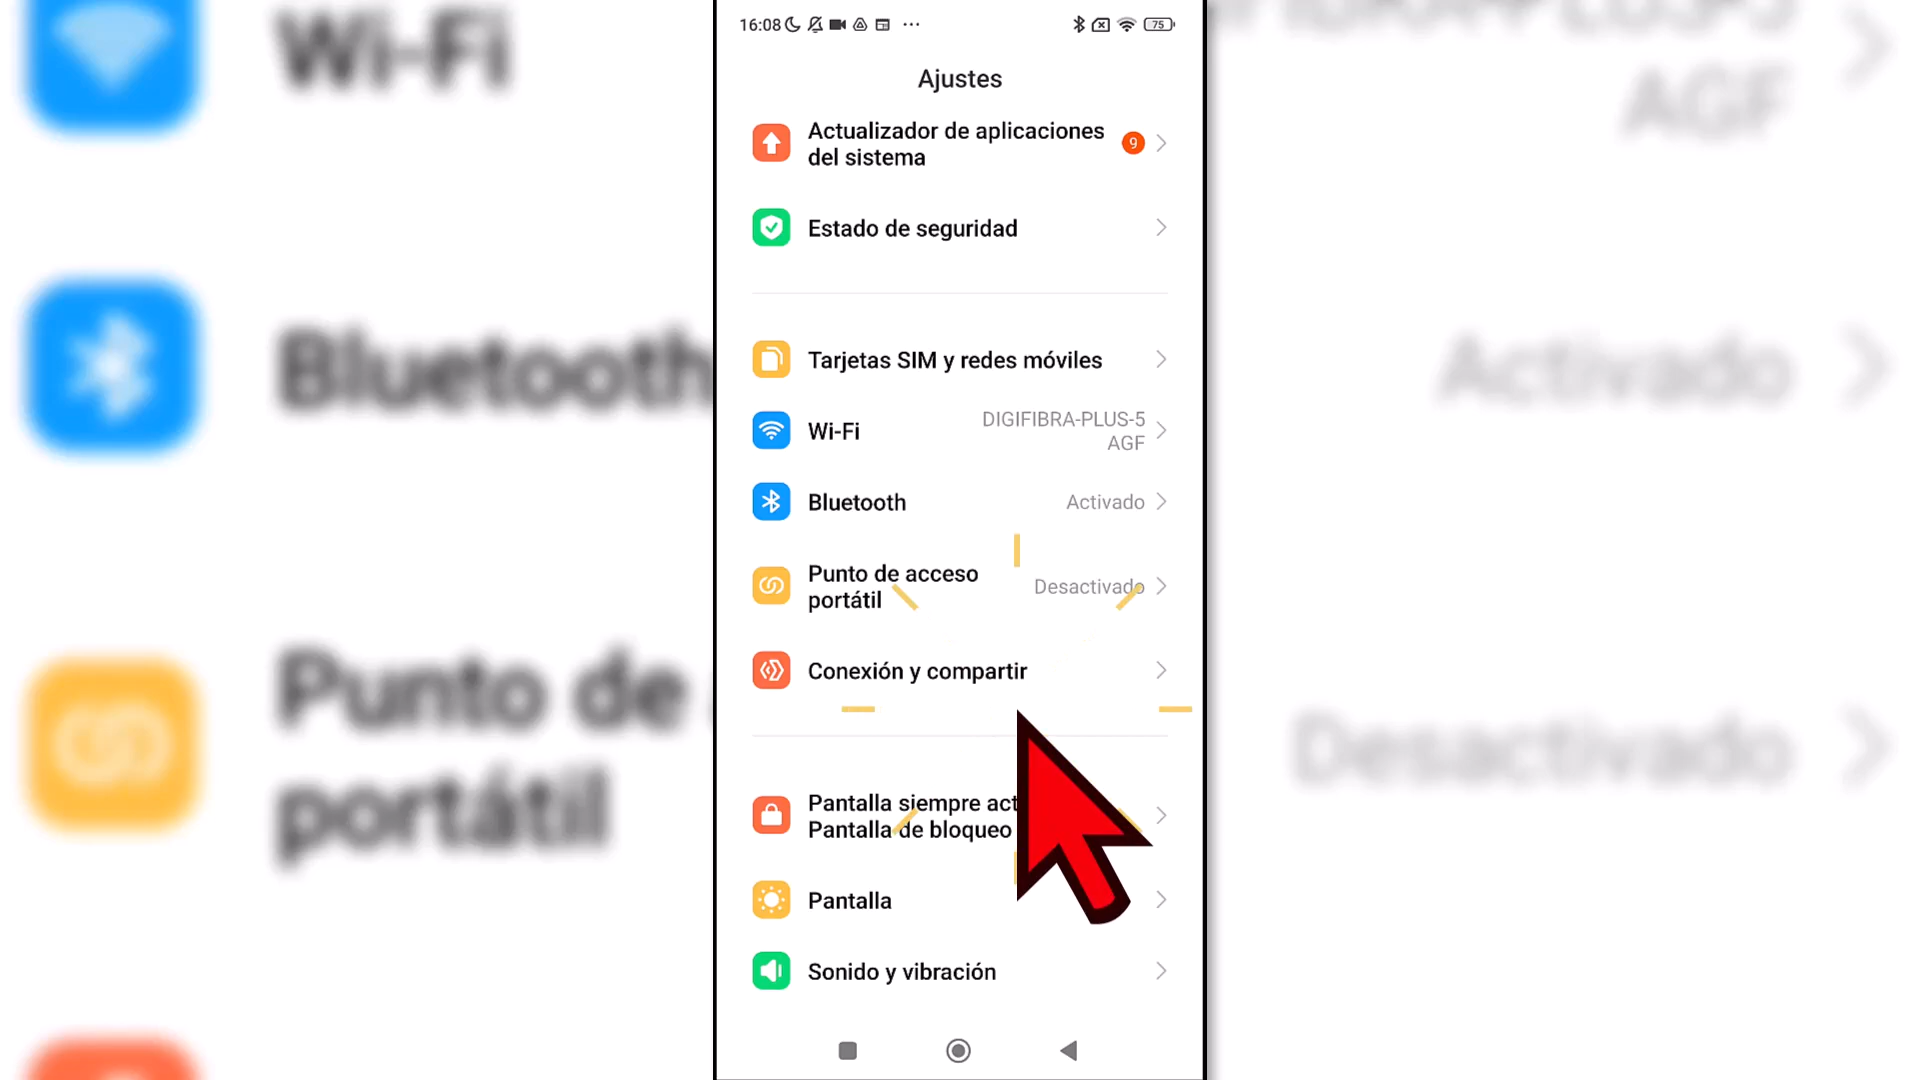 16:08
75
Ajustes
Actualizador de aplicaciones
del sistema
9
Estado de seguridad
Tarjetas SIM y redes móviles
Wi-Fi
DIGIFIBRA-PLUS-5
AGF
Bluetooth
Activado
Punto de acceso
portátil
Desactivado
Conexión y compartir
Pantalla siempre act
Pantalla de bloqueo
Pantalla
Sonido y vibración
Wi-Fi
AGF
Bluetooth
Activado
Punto de
portátil
Desactivado